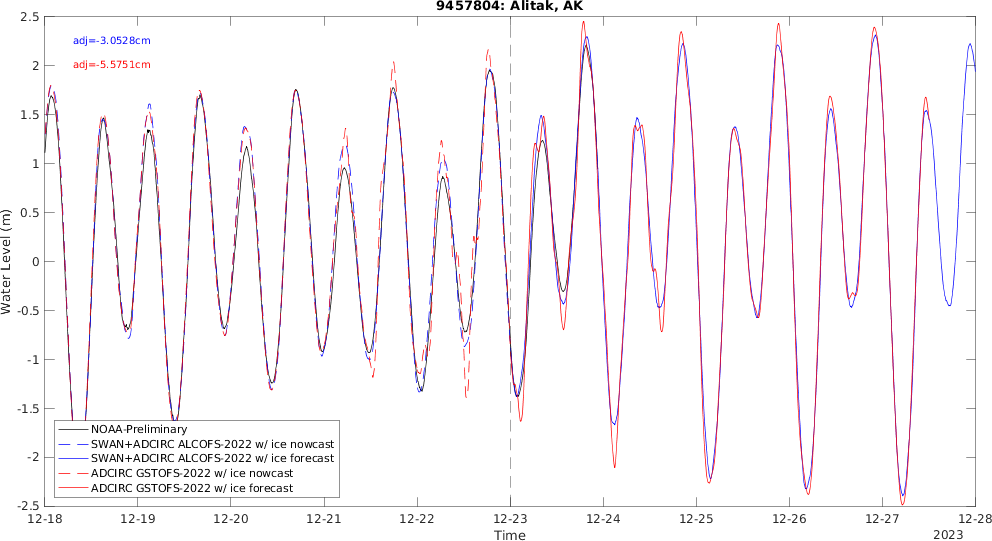 9457804: Alitak, AK
adj=-3.0528cm
adj=-5.5751cm
2.5
2
1.5
1
0.5
0
-0.5
-1
-1.5
-2
-2.5
Water Level (m)
NOAA-Preliminary
SWAN+ADCIRC ALCOFS-2022 w/ ice nowcast
SWAN+ADCIRC ALCOFS-2022 w/ ice forecast
ADCIRC GSTOFS-2022 w/ ice nowcast
ADCIRC GSTOFS-2022 w/ ice forecast
12-18 12-19 12-20 12-21 12-22 12-23 12-24 12-25 12-26 12-27 12-28
Time
2023